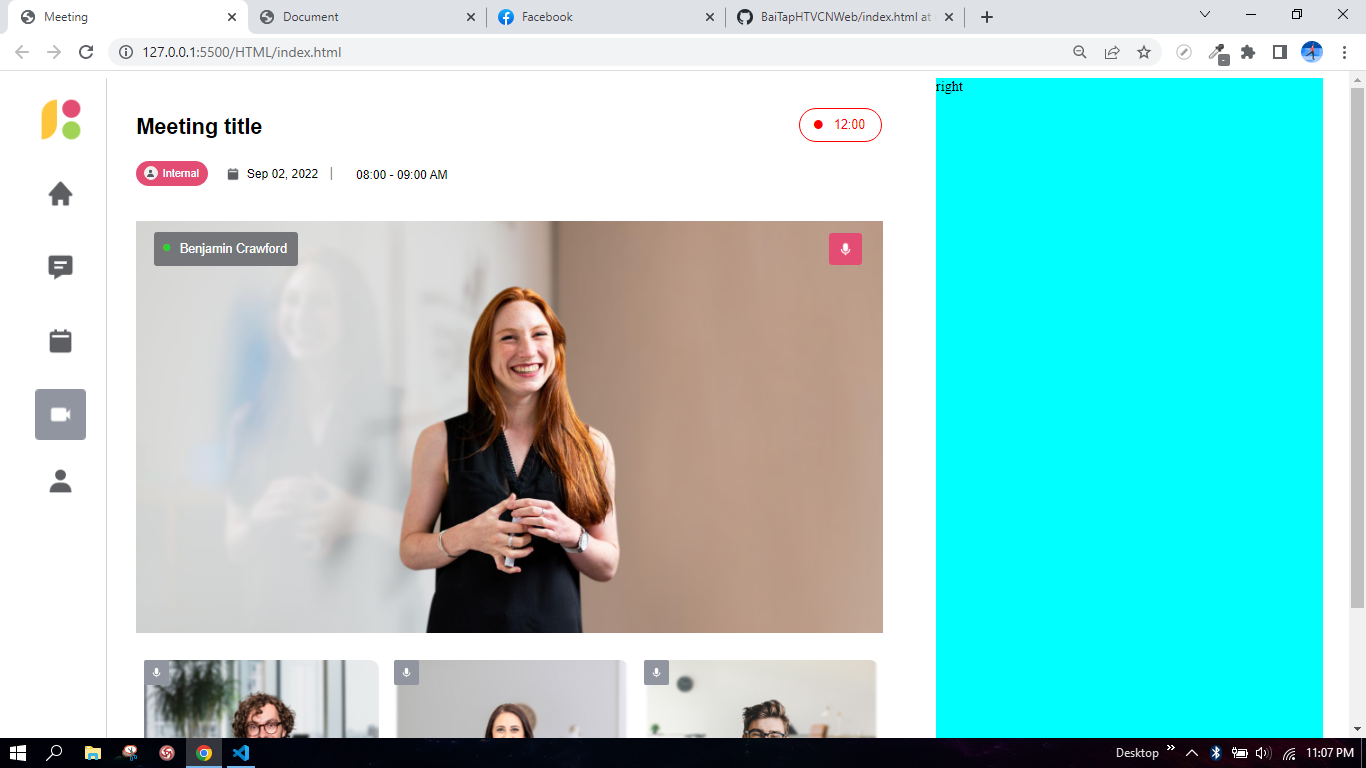 Meeting
Document
Facebook
BaiTapHTVCNWeb/index.html at
127.0.0.1:5500/HTML/index.html
right
Meeting title
12:00
Internal
Sep 02, 2022
08:00 - 09:00 AM
Benjamin Crawford
Desktop
11:07 PM